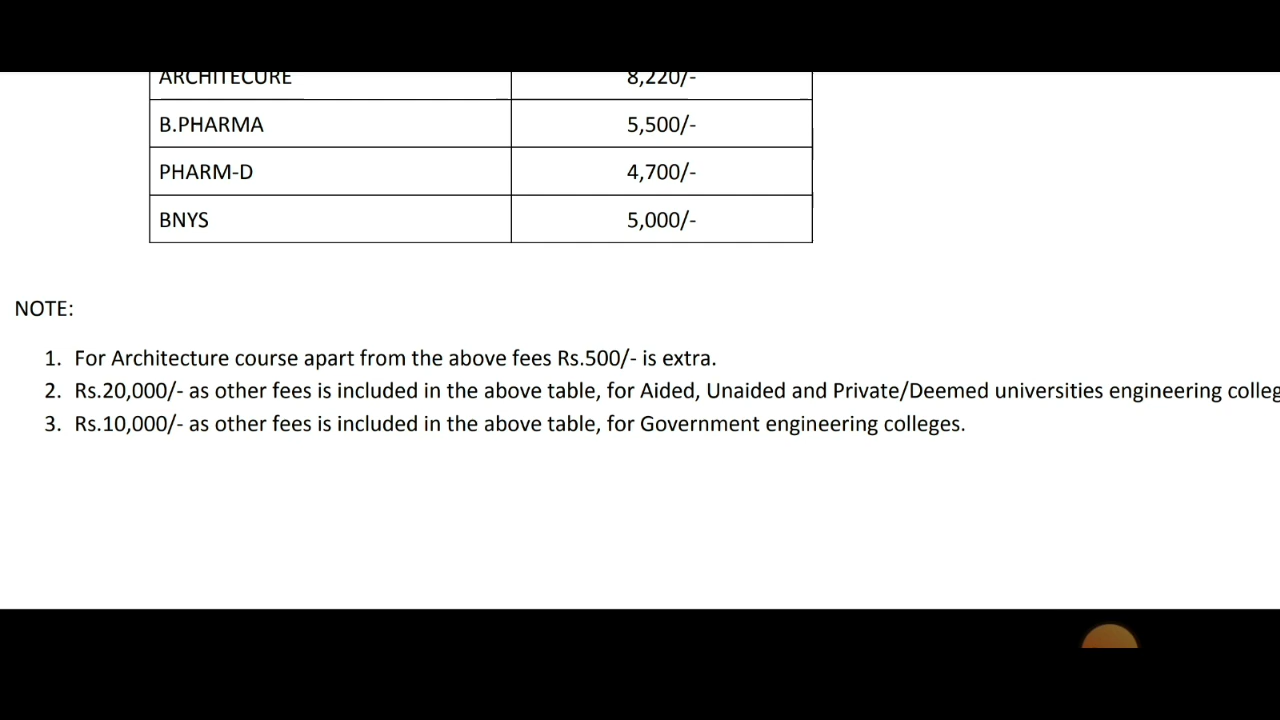 ARCHITECURE 8,220/-
B.PHARMA 5,500/-
PHARM-D 4,700/-
BNYS 5,000/-
NOTE:
1. For Architecture course apart from the above fees Rs.500/- is extra.
2. Rs.20,000/- as other fees is included in the above table, for Aided, Unaided and Private/Deemed universities engineering
3. Rs.10,000/- as other fees is included in the above table, for Government engineering colleges.